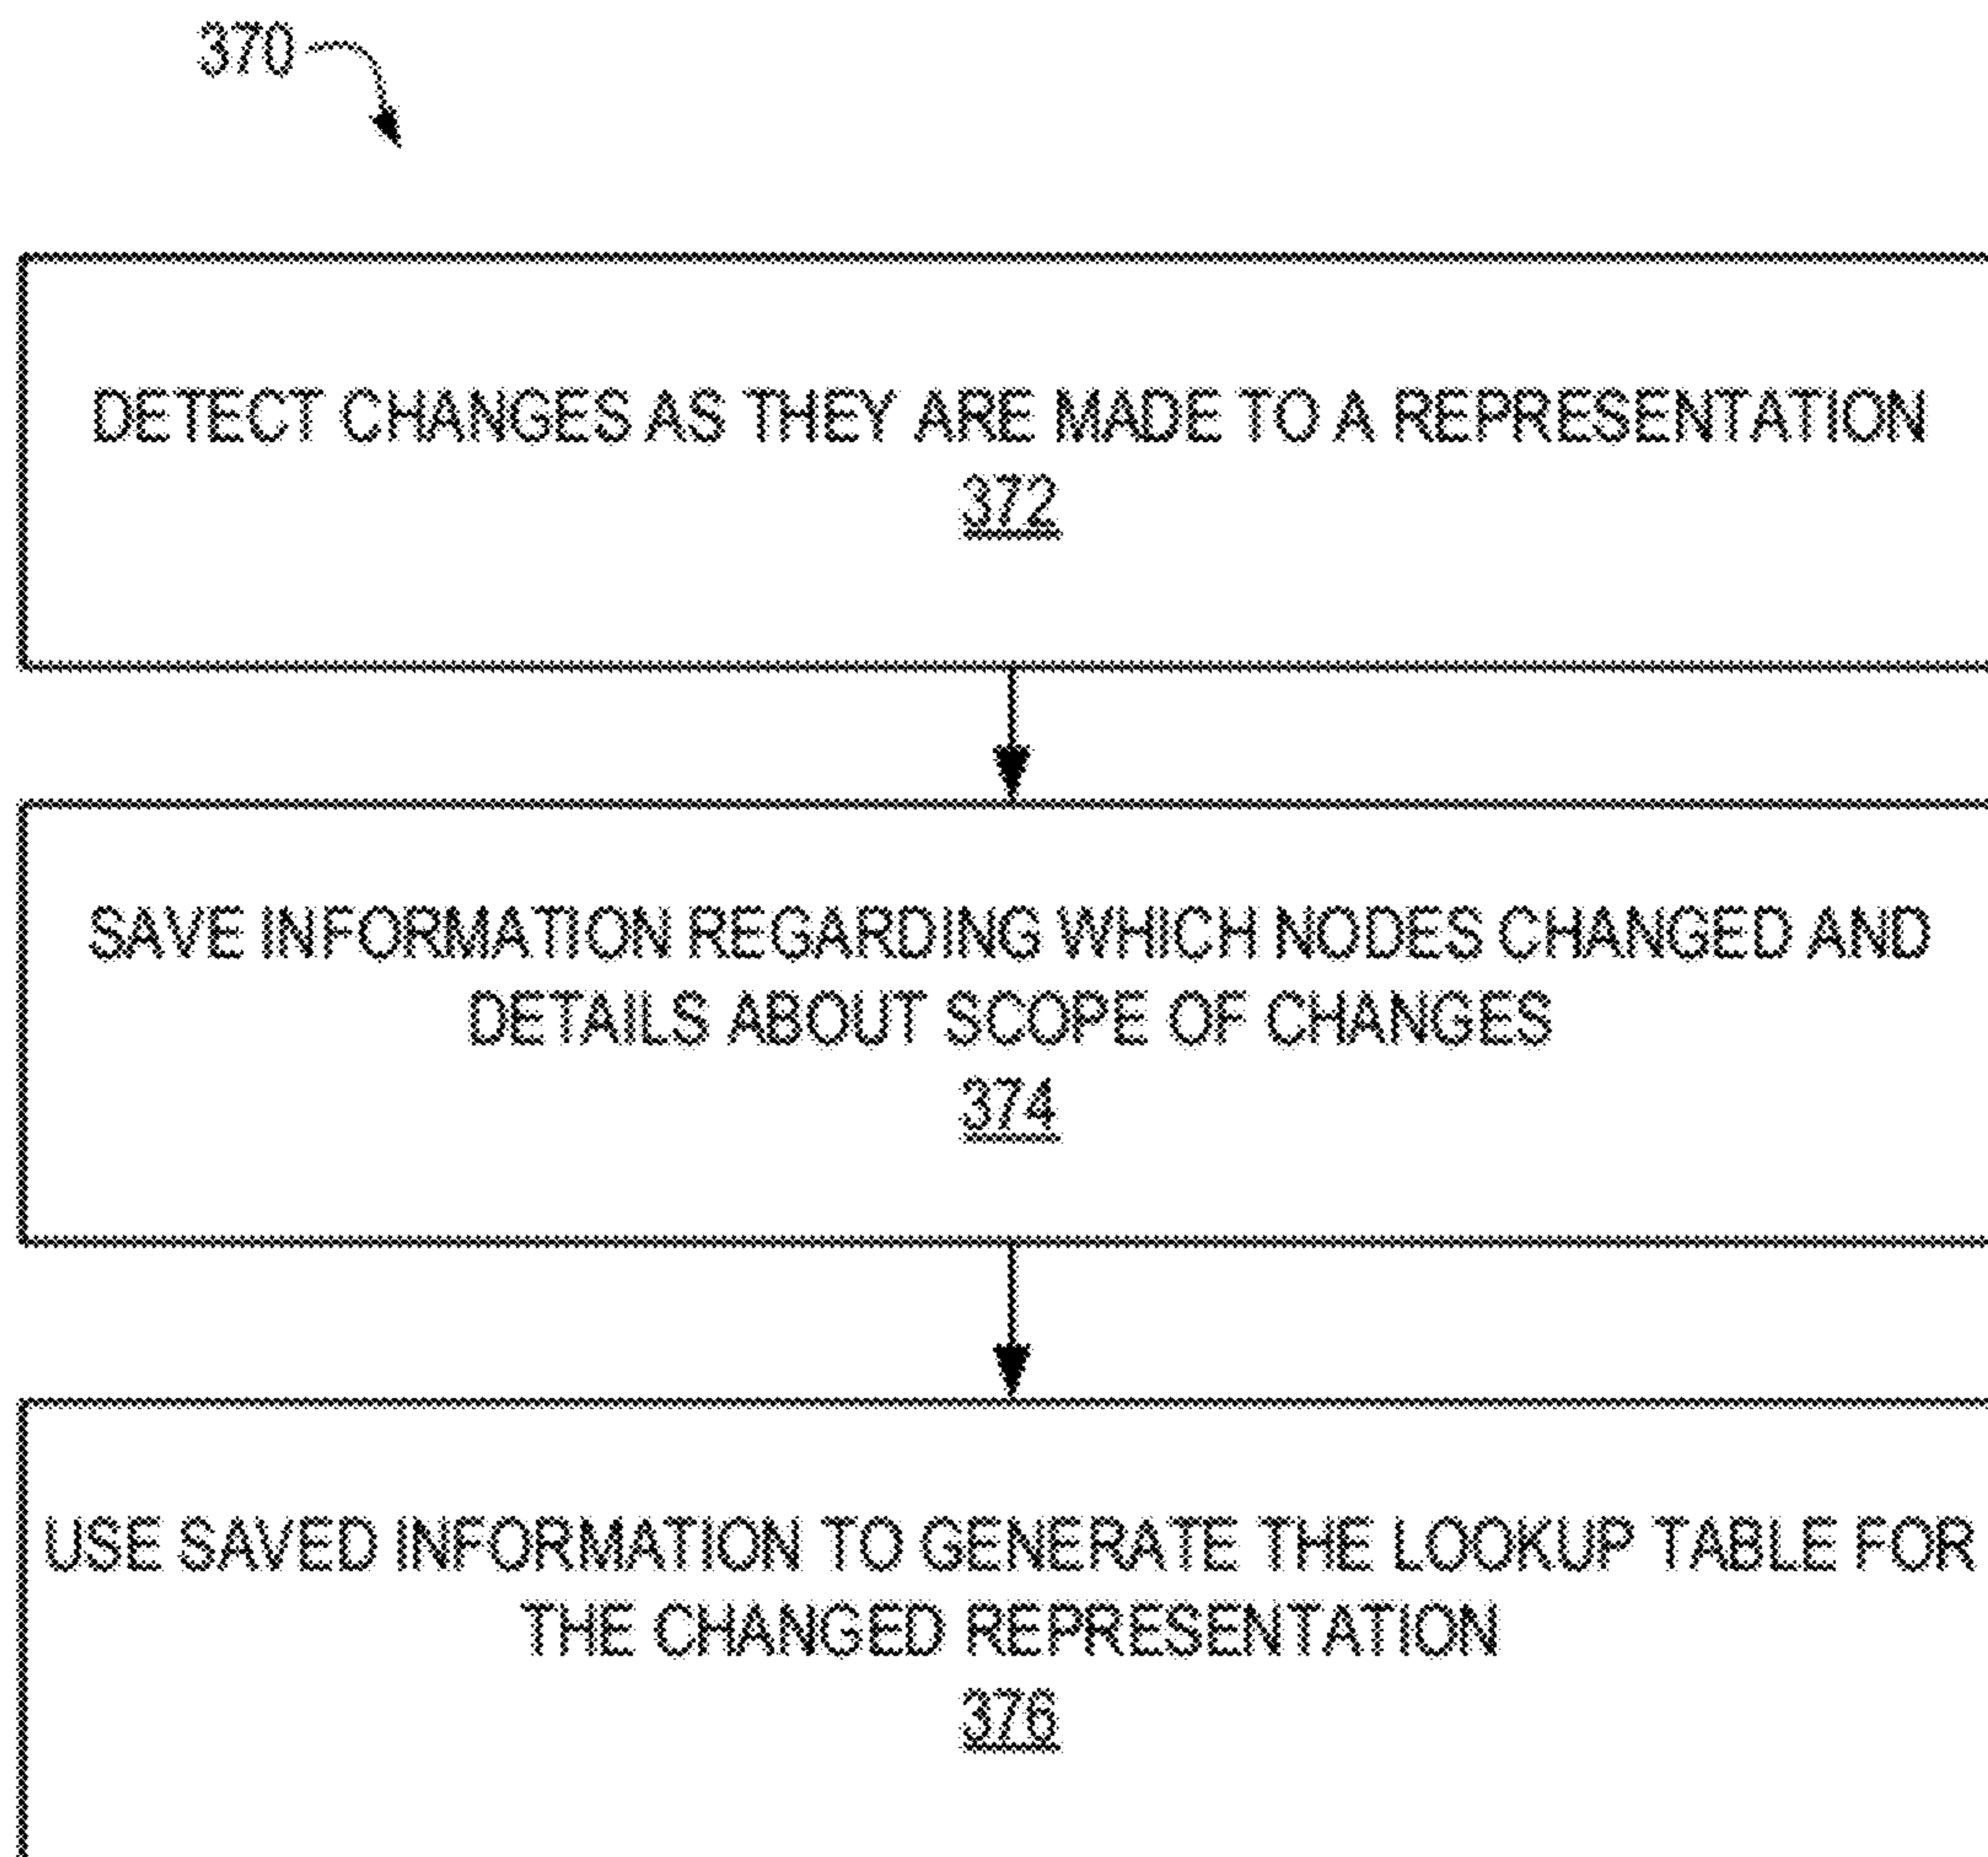 370
DETECT CHANGES AS THEY ARE MADE TO A REPRESENTATION
372
SAVE INFORMATION REGARDING WHICH NODES CHANGED AND
DETAILS ABOUT SCOPE OF CHANGES
374
USE SAVED INFORMATION TO GENERATE THE LOOKUP TABLE FOR
THE CHANGED REPRESENTATION
376